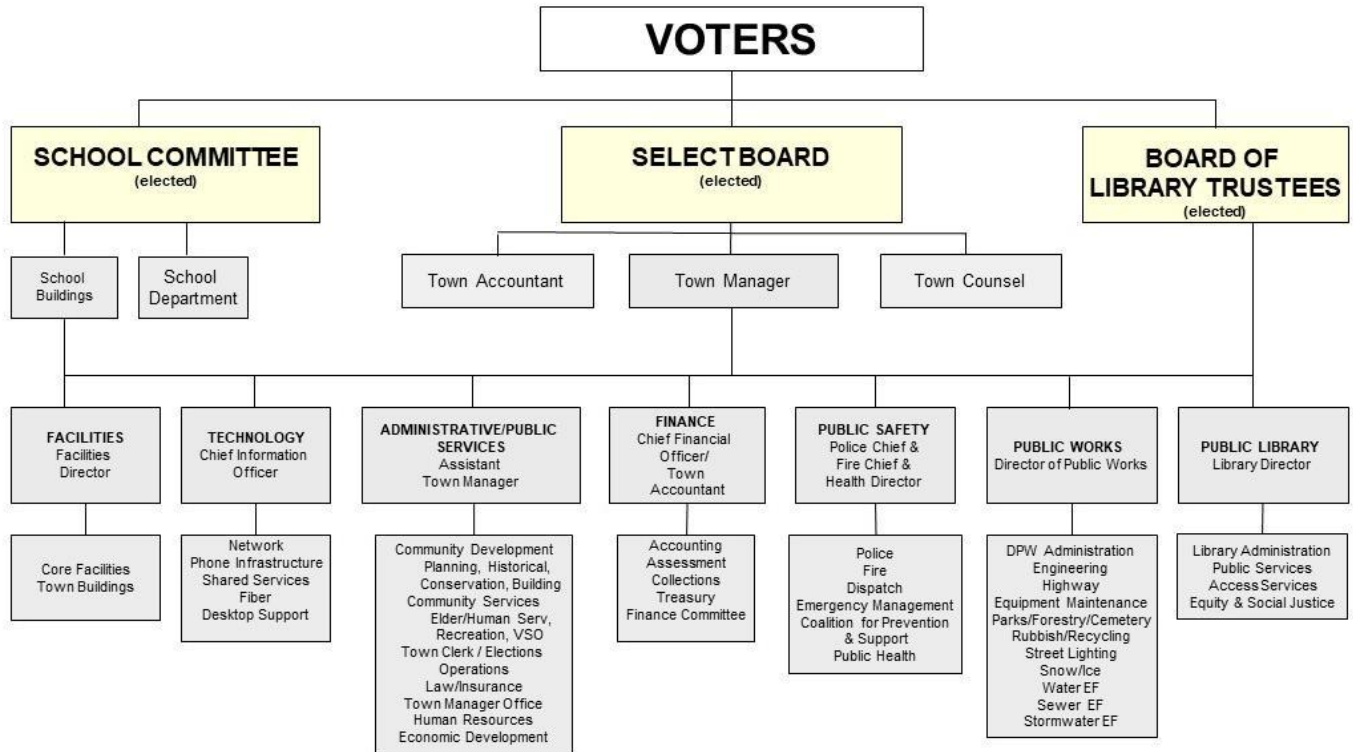 VOTERS
SCHOOL COMMITTEE
(elected)
SELECT BOARD
(elected)
BOARD OF
LIBRARY TRUSTEES
(elected)
School
Buildings
School
Department
Town Accountant
Town Manager
Town Counsel
FACILITIES
Facilities
Director
TECHNOLOGY
Chief Information
Officer
ADMINISTRATIVE/PUBLIC
SERVICES
Assistant
Town Manager
FINANCE
Chief Financial
Officer/
Town
Accountant
PUBLIC SAFETY
Police Chief &
Fire Chief &
Health Director
PUBLIC WORKS
Director of Public Works
PUBLIC LIBRARY
Library Director
Core Facilities
Town Buildings
Network
Phone Infrastructure
Shared Services
Fiber
Desktop Support
Community Development
Planning, Historical,
Conservation, Building
Community Services
Elder/Human Serv,
Recreation, VSO
Town Clerk / Elections
Operations
Law/Insurance
Town Manager Office
Human Resources
Economic Development
Accounting
Assessment
Collections
Treasury
Finance Committee
Police
Fire
Dispatch
Emergency Management
Coalition for Prevention
& Support
Public Health
DPW Administration
Engineering
Highway
Equipment Maintenance
Parks/Forestry/Cemetery
Rubbish/Recycling
Street Lighting
Snow/Ice
Water EF
Sewer EF
Stormwater EF
Library Administration
Public Services
Access Services
Equity & Social Justice